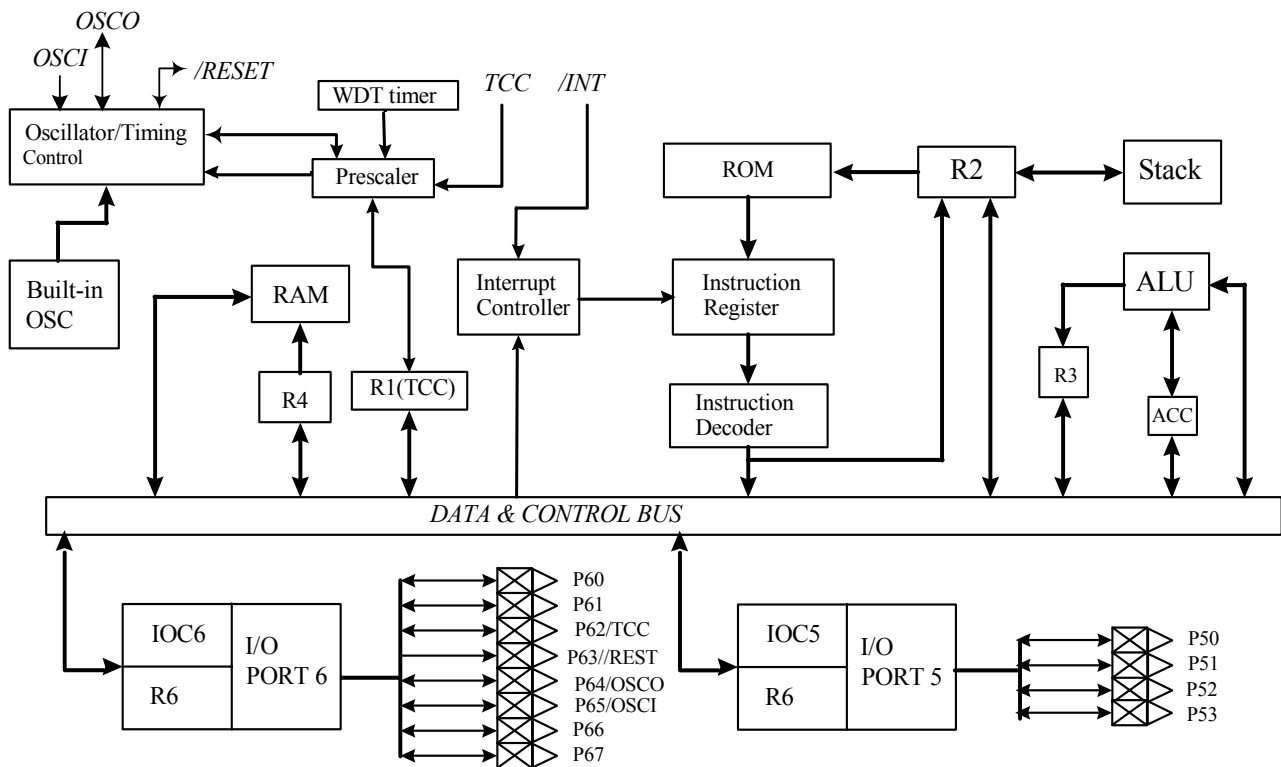 OSCO
OSCI
/RESET
WDT timer
TCC
/INT
Oscillator/Timing
Control
Prescaler
ROM
R2
Stack
Built-in
OSC
RAM
Interrupt
Controller
Instruction
Register
ALU
R4
R1(TCC)
Instruction
Decoder
R3
ACC
DATA & CONTROL BUS
IOC6
R6
I/O
PORT 6
P60
P61
P62/TCC
P63//REST
P64/OSCO
P65/OSCI
P66
P67
IOC5
R6
I/O
PORT 5
P50
P51
P52
P53